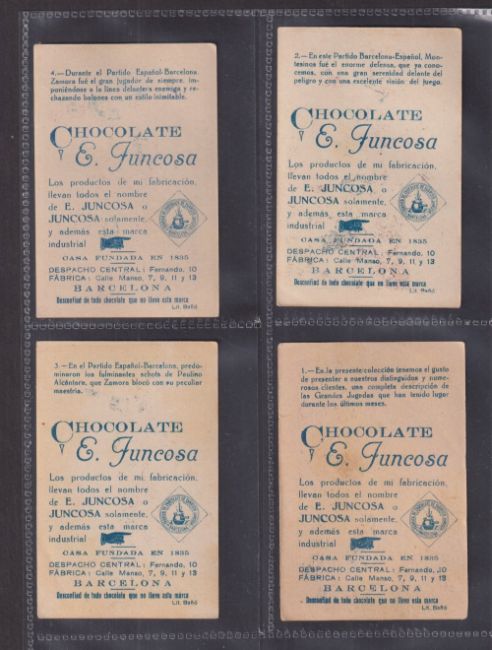 4.—Durante el Partido Español-Barcelona,
Zamora fué el gran jugador de siempre, impo-
niéndose a la línea delantera enemiga y re-
chazando balones con un estilo inimitable.
CHOCOLATE
E. Juncosa
Los productos de mi fabricación,
llevan todos el nombre
de E. JUNCOSA o
JUNCOSA solamente,
y además esta marca
industrial
CASA FUNDADA EN 1835
DESPACHO CENTRAL: Fernando, 10
FÁBRICA: Calle Manso, 7, 9, 11 y 13
BARCELONA
Desconfiad de todo chocolate que no lleve esta marca
Lit. Bañó
2.—En este Partido Barcelona-Español, Mon-
tesinos fué el enorme defensa, que ya cono-
cemos, con una gran serenidad delante del
peligro y con una excelente visión del juego.
CHOCOLATE
E. Juncosa
Los productos de mi fabricación,
llevan todos el nombre
de E. JUNCOSA o
JUNCOSA solamente,
y además esta marca
industrial
CASA FUNDADA EN 1835
DESPACHO CENTRAL: Fernando, 10
FÁBRICA: Calle Manso, 7, 9, 11 y 13
BARCELONA
Desconfiad de todo chocolate que no lleve esta marca
Lit. Bañó
3.—En el Partido Español-Barcelona, predo-
minaron los fulminantes schots de Paulino
Alcántara, que Zamora blocó con su peculiar
maestria.
CHOCOLATE
E. Juncosa
Los productos de mi fabricación,
llevan todos el nombre
de E. JUNCOSA o
JUNCOSA solamente,
y además esta marca
industrial
CASA FUNDADA EN 1835
DESPACHO CENTRAL: Fernando, 10
FÁBRICA: Calle Manso, 7, 9, 11 y 13
BARCELONA
Desconfiad de todo chocolate que no lleve esta marca
Lit. Bañó
1.—En la presente colección tenemos el gusto
de presentar a nuestros distinguidos y nume-
rosos clientes, una completa descripción de
las Grandes Jugadas que han tenido lugar
durante los últimos meses.
CHOCOLATE
E. Juncosa
Los productos de mi fabricación,
llevan todos el nombre
de E. JUNCOSA o
JUNCOSA solamente,
y además esta marca
industrial
CASA FUNDADA EN 1835
DESPACHO CENTRAL: Fernando, 10
FÁBRICA: Calle Manso, 7, 9, 11 y 13
BARCELONA
Desconfiad de todo chocolate que no lleve esta marca
Lit. Bañó